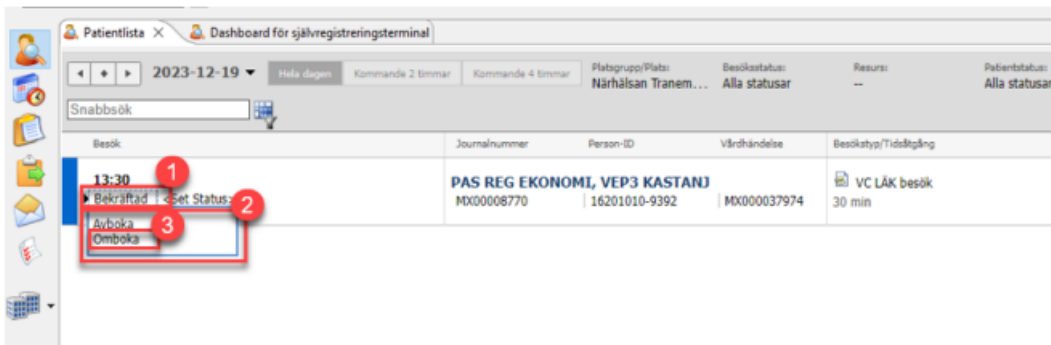 Patientlista
Dashboard för självregistreringsterminal
2023-12-19
Hela dagen
Kommande 2 timmar
Kommande 4 timmar
Platsgrupp/Plats:
Närhälsan Tranem...
Besöksstatus:
Alla statusar
Resurs:
--
Patientstatus:
Alla statusar
Snabbsök
Besök
Journalnummer
Person-ID
Vårdhändelse
Besökstyp/Tidsåtgång
13:30
1
PAS REG EKONOMI, VEP3 KASTANJ
VC LÄK besök
Bekräftad
<Set Status>
2
MX00008770
16201010-9392
MX000037974
30 min
Avboka
3
Omboka